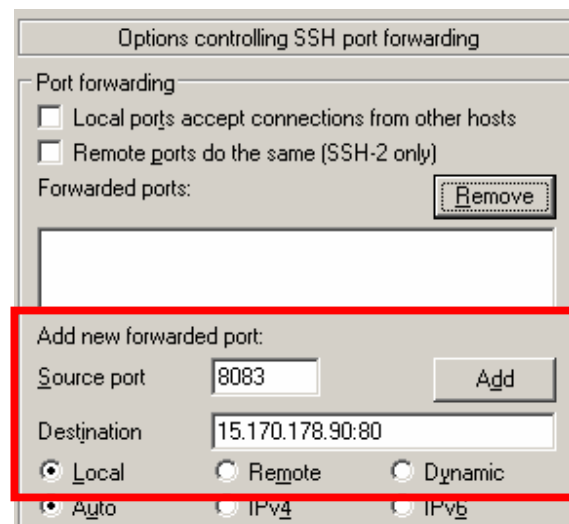 Options controlling SSH port forwarding
Port forwarding
Local ports accept connections from other hosts
Remote ports do the same (SSH-2 only)
Forwarded ports:
Remove
Add new forwarded port:
Source port 8083 Add
Destination 15.170.178.90:80
Local Remote Dynamic
Auto IPv4 IPv6